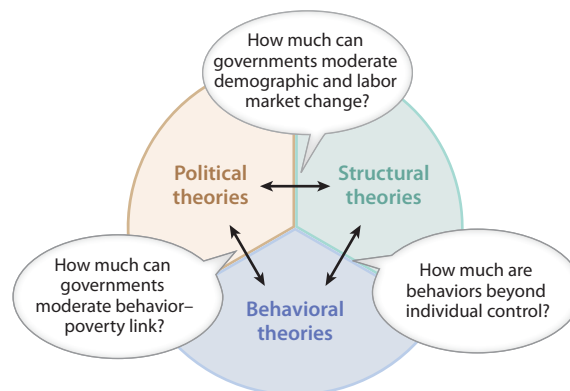 How much can
governments moderate
demographic and labor
market change?
Political
theories
Structural
theories
How much can
governments
moderate behavior–
poverty link?
How much are
behaviors beyond
individual control?
Behavioral
theories